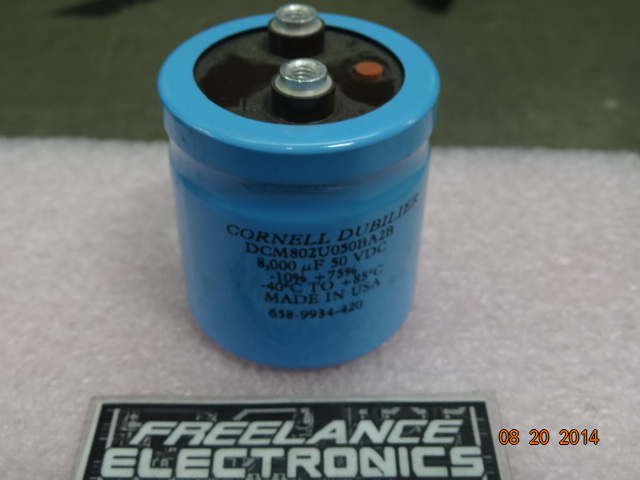 CORNELL DUBILIER
DCM802U050BA2B
8,000 µF 50 VDC
-10% +75%
-40°C TO +85°C
MADE IN USA
658-9934-420
FREELANCE
ELECTRONICS
08 20 2014